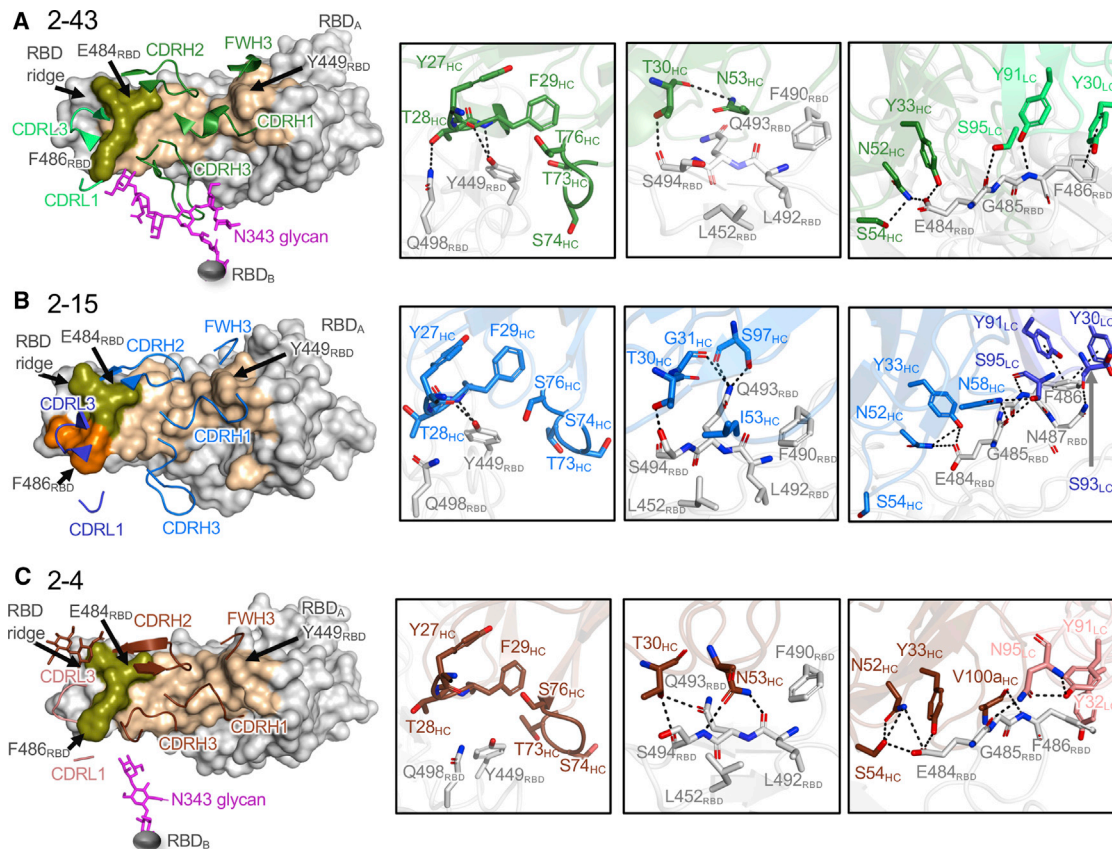 A 2-43
RBD
ridge
E484RBD
CDRH2
FWH3
RBDA
Y449RBD
CDRL3
CDRH1
F486RBD
CDRH3
CDRL1
N343 glycan
RBDB
Y27HC
F29HC
T28HC
T76HC
T73HC
Y449RBD
Q498RBD
S74HC
T30HC
N53HC
F490RBD
Q493RBD
S494RBD
L492RBD
L452RBD
Y91LC
Y30LC
Y33HC
S95LC
N52HC
F486RBD
G485RBD
S54HC
E484RBD
B 2-15
RBD
ridge
E484RBD
CDRH2
FWH3
RBDA
Y449RBD
CDRL3
CDRH1
F486RBD
CDRL1
CDRH3
Y27HC
F29HC
S76HC
S74HC
T28HC
Y449RBD
T73HC
Q498RBD
G31HC
S97HC
T30HC
Q493RBD
I53HC
S494RBD
F490RBD
L492RBD
L452RBD
Y91LC
Y30LC
S95LC
Y33HC
N58HC
F486
N52HC
N487RBD
G485RBD
E484RBD
S54HC
S93LC
C 2-4
RBD
ridge
E484RBD
CDRH2
FWH3
RBDA
Y449RBD
CDRL3
CDRH1
CDRH3
F486RBD
CDRL1
N343 glycan
RBDB
Y27HC
F29HC
S76HC
T28HC
T73HC
S74HC
Q498RBD
Y449RBD
T30HC
F490RBD
Q493RBD
N53HC
S494RBD
L492RBD
L452RBD
Y91LC
N95LC
Y33HC
N52HC
V100aHC
Y32LC
G485RBD
F486RBD
S54HC
E484RBD